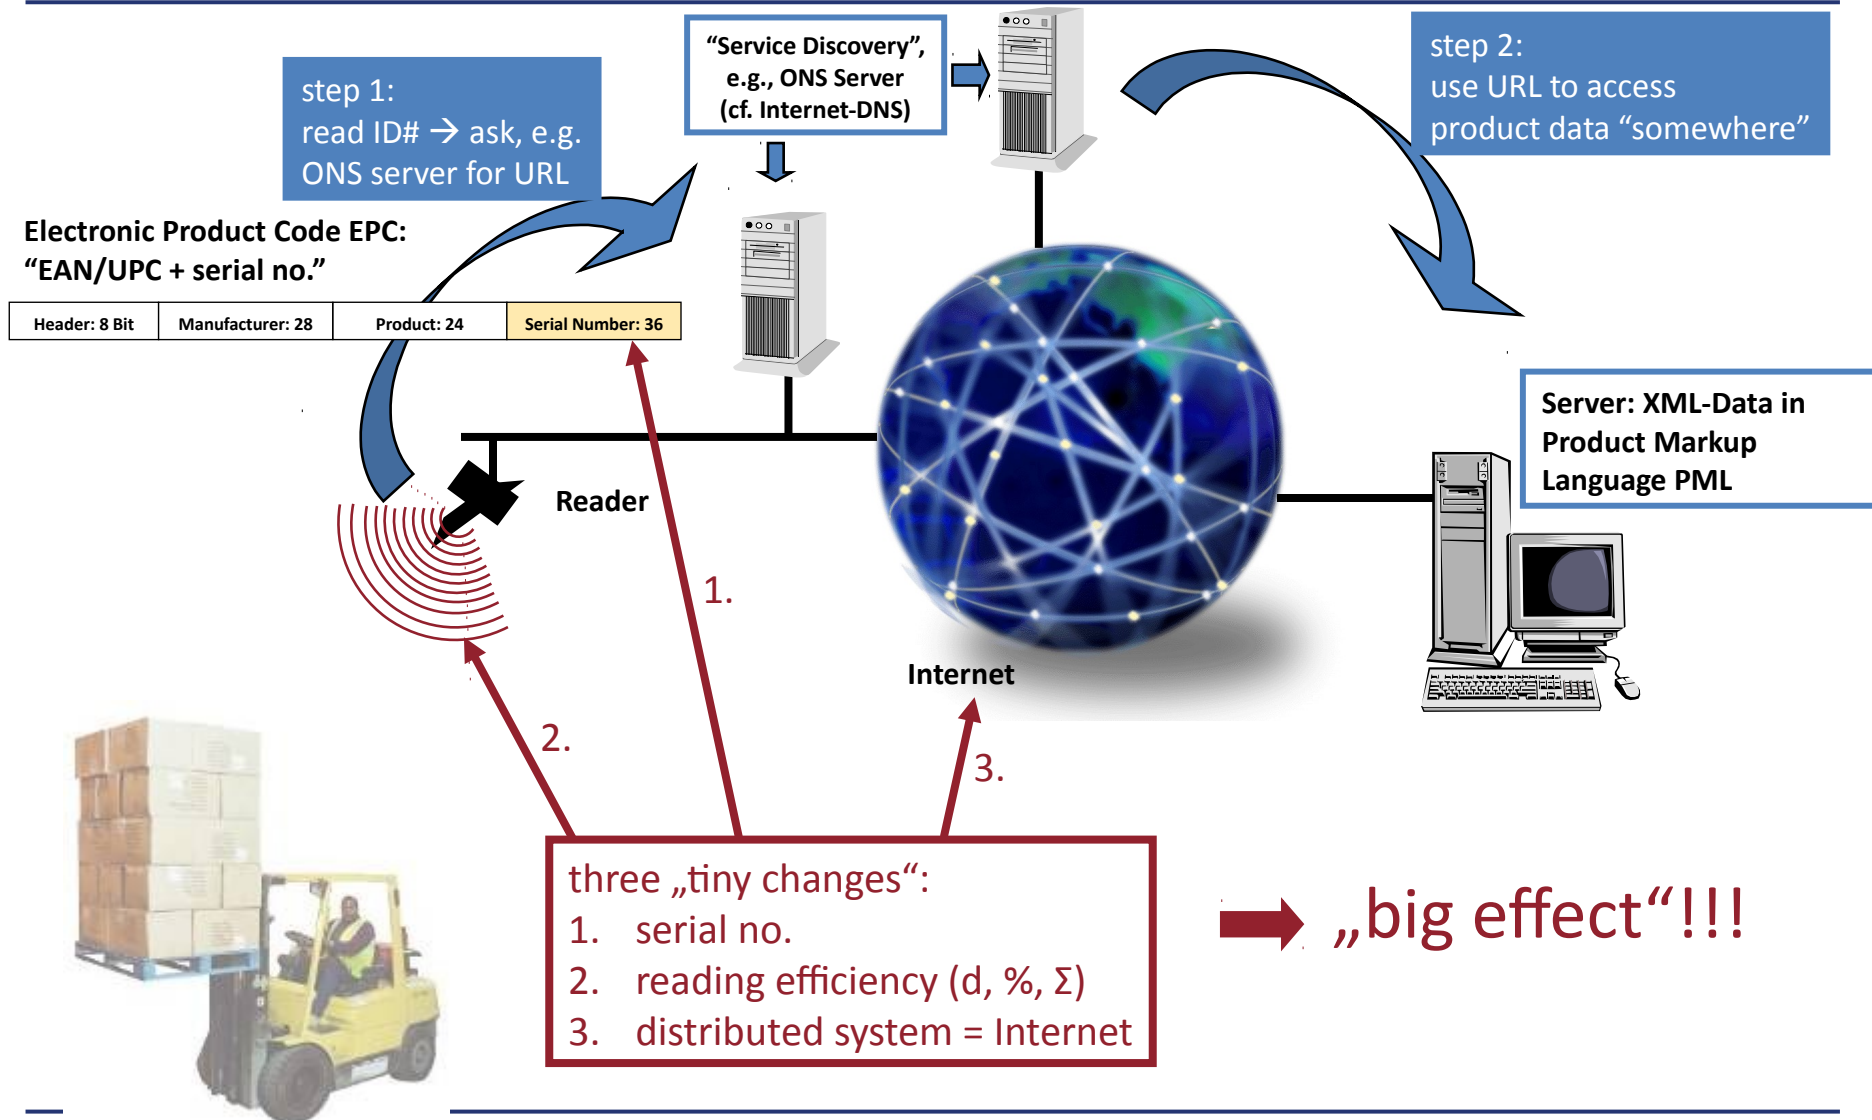 step 1:
read ID# → ask, e.g.
ONS server for URL
“Service Discovery”,
e.g., ONS Server
(cf. Internet-DNS)
step 2:
use URL to access
product data “somewhere”
Electronic Product Code EPC:
“EAN/UPC + serial no.”
Header: 8 Bit
Manufacturer: 28
Product: 24
Serial Number: 36
Server: XML-Data in
Product Markup
Language PML
Reader
Internet
1.
2.
3.
three „tiny changes“:
1. serial no.
2. reading efficiency (d, %, Σ)
3. distributed system = Internet
„big effect“!!!